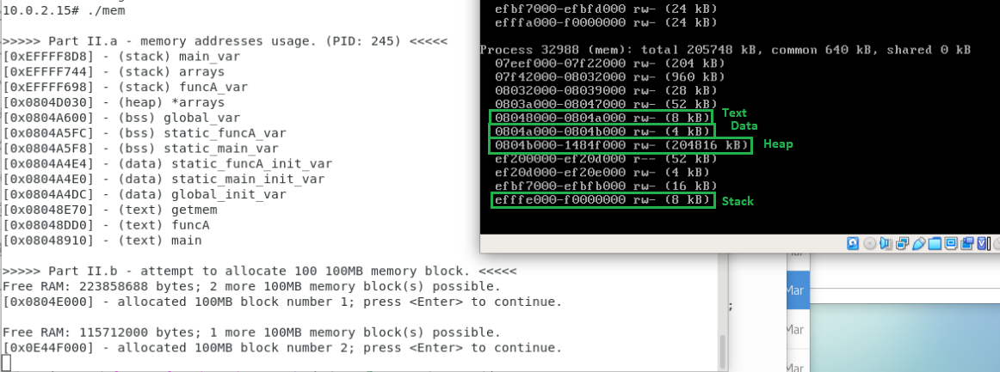 10.0.2.15# ./mem
>>>>> Part II.a - memory addresses usage. (PID: 245) <<<<<
[0xEFFFF8D8] - (stack) main_var
[0xEFFFF744] - (stack) arrays
[0xEFFFF698] - (stack) funcA_var
[0x0804D030] - (heap) *arrays
[0x0804A600] - (bss) global_var
[0x0804A5FC] - (bss) static_funcA_var
[0x0804A5F8] - (bss) static_main_var
[0x0804A4E4] - (data) static_funcA_init_var
[0x0804A4E0] - (data) static_main_init_var
[0x0804A4DC] - (data) global_init_var
[0x08048E70] - (text) getmem
[0x08048DD0] - (text) funcA
[0x08048910] - (text) main
>>>>> Part II.b - attempt to allocate 100 100MB memory block. <<<<<
Free RAM: 223858688 bytes; 2 more 100MB memory block(s) possible.
[0x0804E000] - allocated 100MB block number 1; press <Enter> to continue.
Free RAM: 115712000 bytes; 1 more 100MB memory block(s) possible.
[0x0E44F000] - allocated 100MB block number 2; press <Enter> to continue.
efbf7000-efbfd000 rw- (24 kB)
efffa000-f0000000 rw- (24 kB)
Process 32988 (mem): total 205748 kB, common 640 kB, shared 0 kB
07eef000-07f22000 rw- (204 kB)
07f42000-08032000 rw- (960 kB)
08032000-08039000 rw- (28 kB)
0803a000-08047000 rw- (52 kB)
08048000-0804a000 rw- (8 kB) Text
0804a000-0804b000 rw- (4 kB) Data
0804b000-1484f000 rw- (204816 kB) Heap
ef200000-ef20d000 r-- (52 kB)
ef20d000-ef20e000 rw- (4 kB)
efbf7000-efbfb000 rw- (16 kB)
efffe000-f0000000 rw- (8 kB) Stack
;
Mar
Mar
Mar